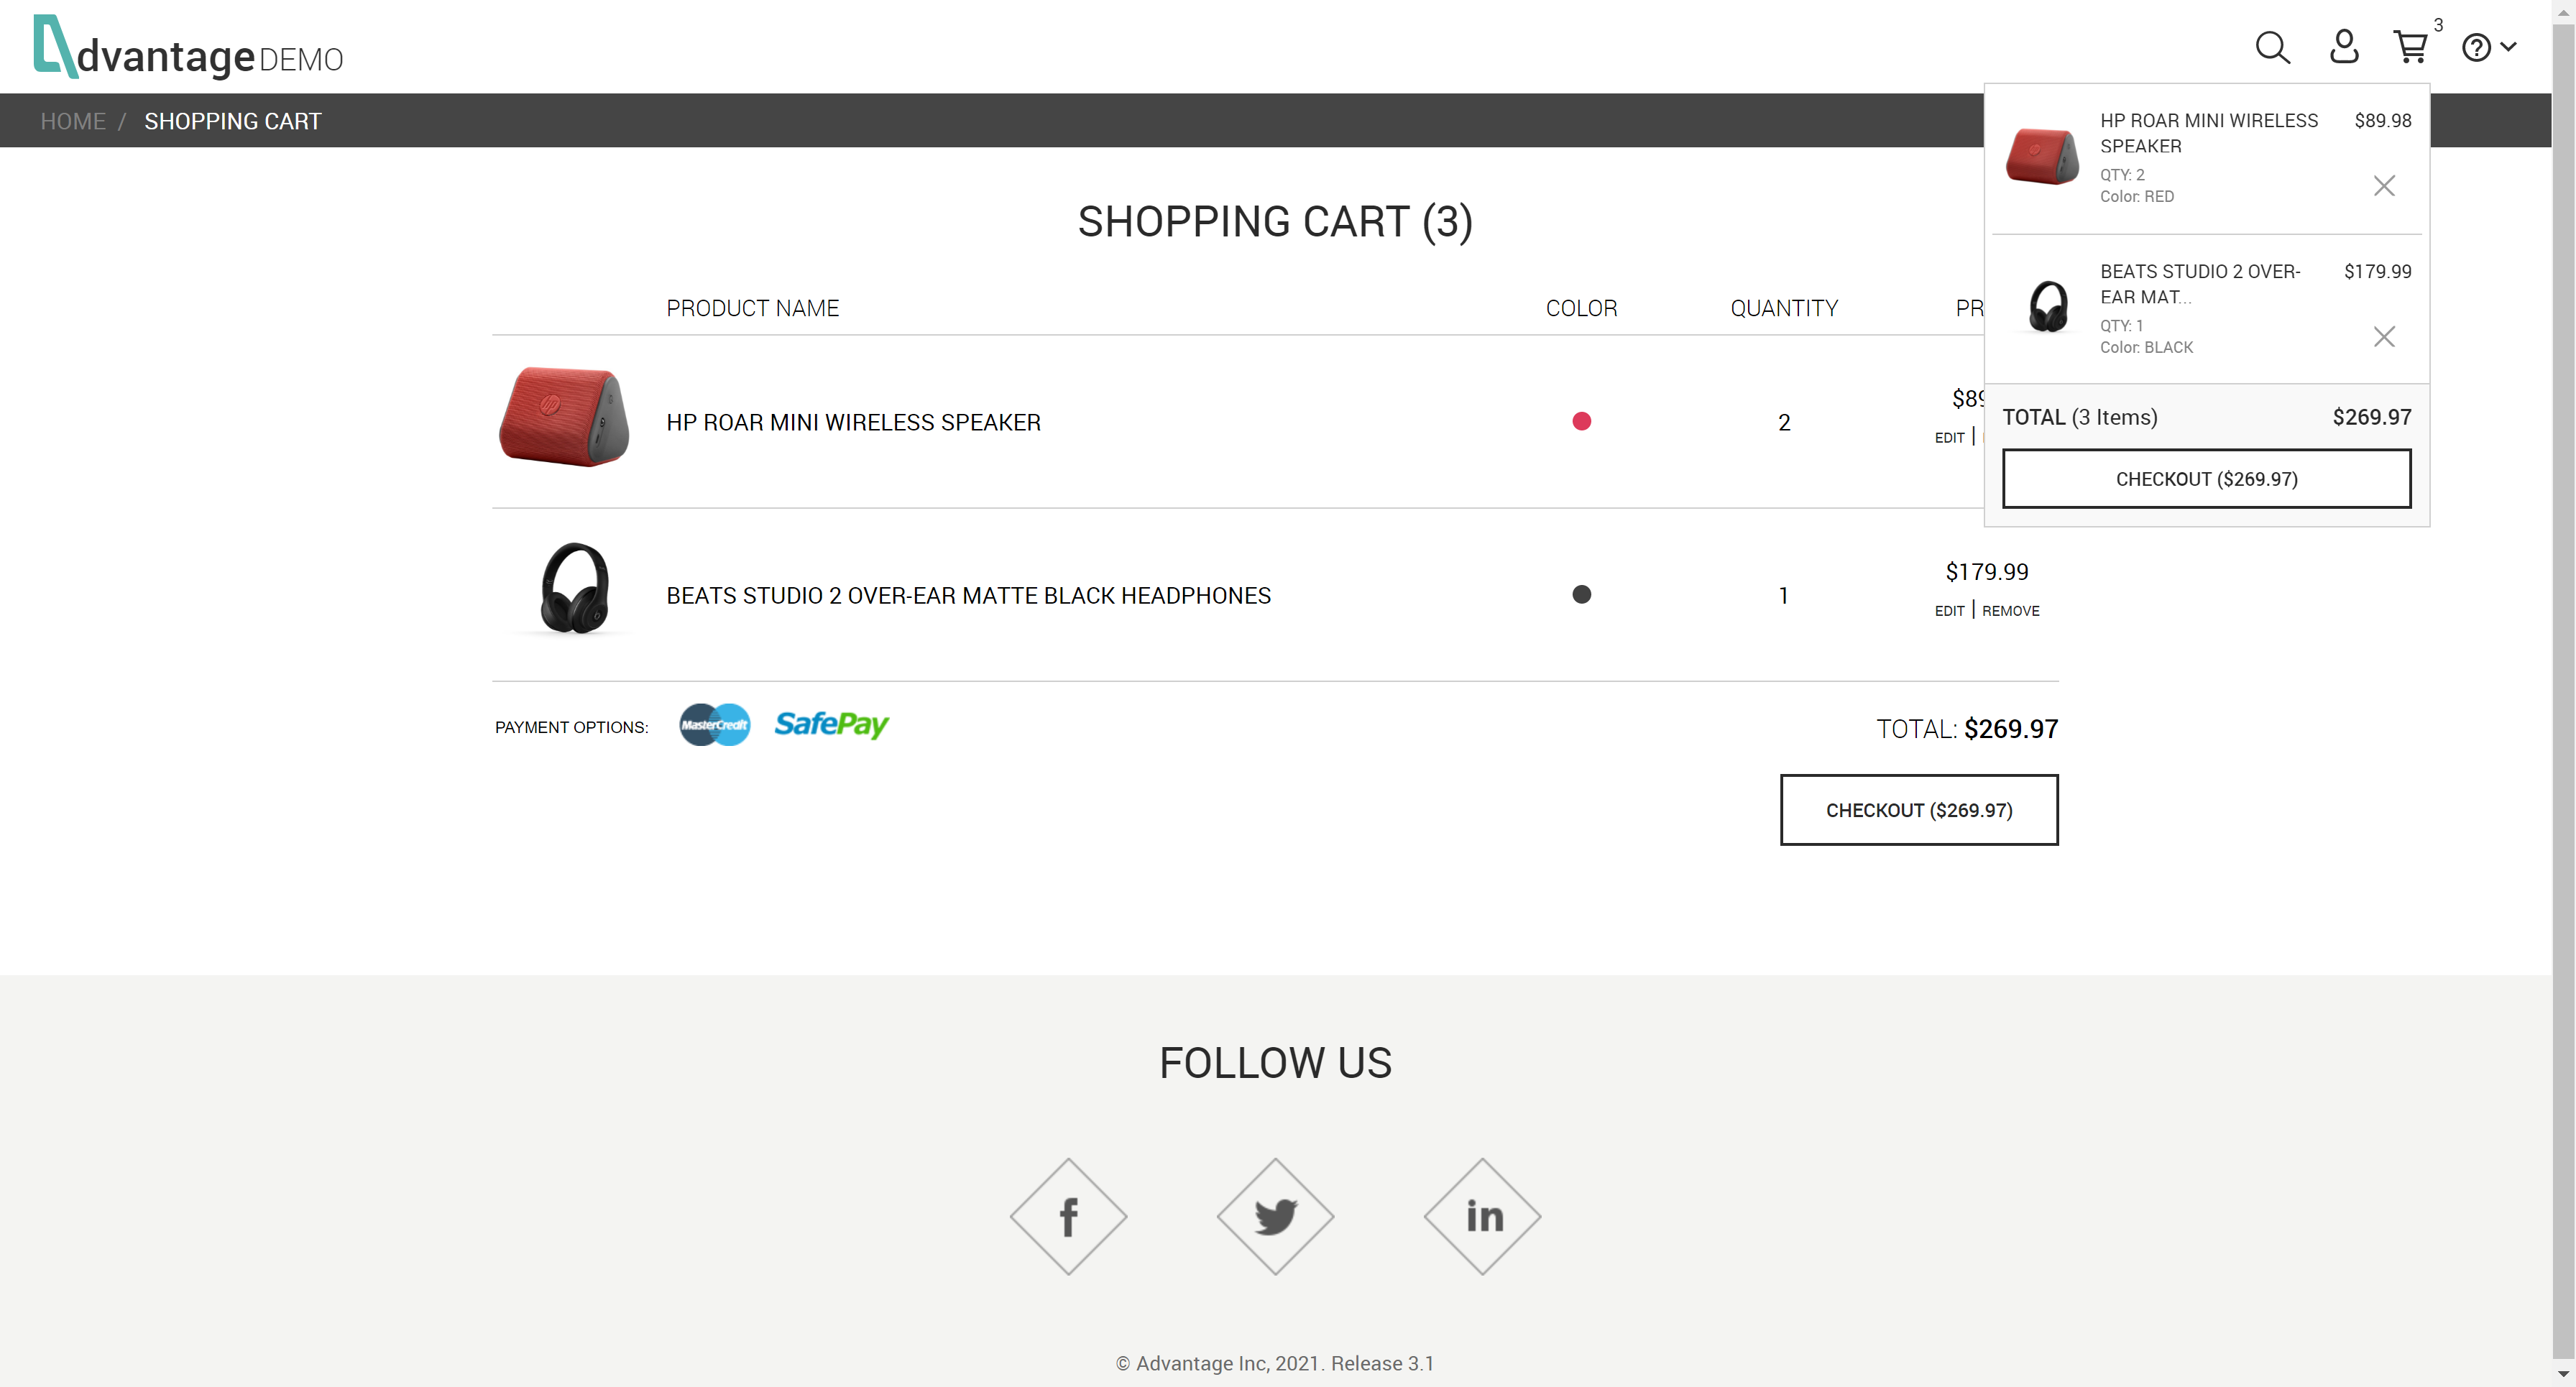 dvantage DEMO
3
HOME / SHOPPING CART
HP ROAR MINI WIRELESS SPEAKER
$89.98
QTY: 2
Color: RED
BEATS STUDIO 2 OVER-EAR MAT...
$179.99
QTY: 1
Color: BLACK
TOTAL (3 Items) $269.97
CHECKOUT ($269.97)
SHOPPING CART (3)
PRODUCT NAME COLOR QUANTITY PR
HP ROAR MINI WIRELESS SPEAKER 2 $89
EDIT |
hp
BEATS STUDIO 2 OVER-EAR MATTE BLACK HEADPHONES 1 $179.99
EDIT | REMOVE
PAYMENT OPTIONS: MasterCredit SafePay
TOTAL: $269.97
CHECKOUT ($269.97)
FOLLOW US
f in
© Advantage Inc, 2021. Release 3.1